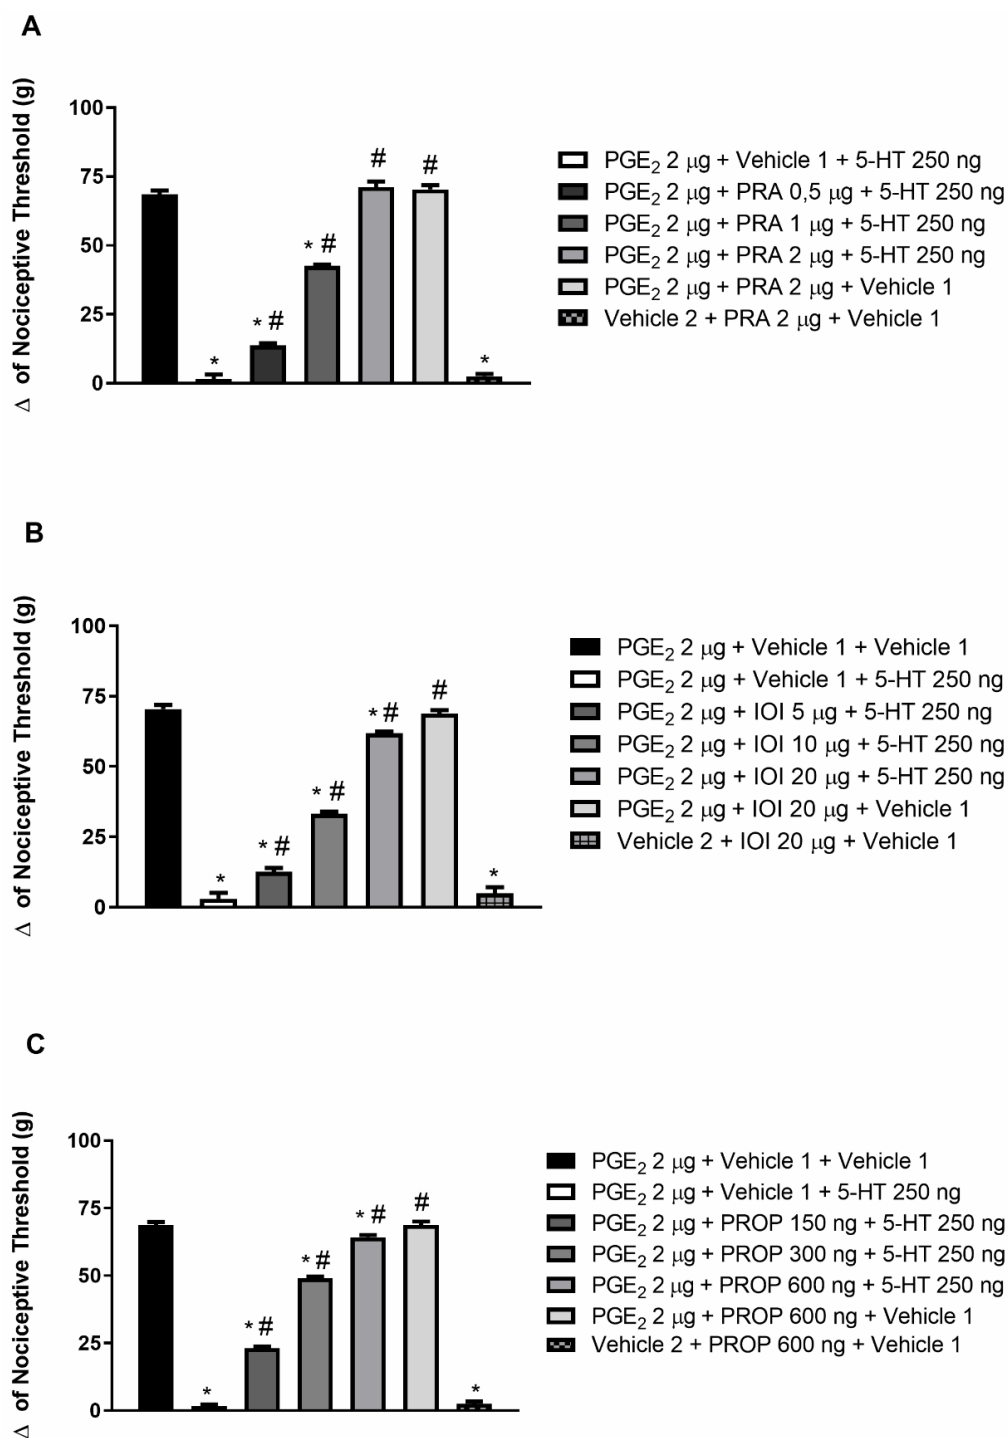 A
Δ of Nociceptive Threshold (g)
100
75
50
25
0
*
* #
* #
#
#
*
PGE₂ 2 μg + Vehicle 1 + 5-HT 250 ng
PGE₂ 2 μg + PRA 0,5 μg + 5-HT 250 ng
PGE₂ 2 μg + PRA 1 μg + 5-HT 250 ng
PGE₂ 2 μg + PRA 2 μg + 5-HT 250 ng
PGE₂ 2 μg + PRA 2 μg + Vehicle 1
Vehicle 2 + PRA 2 μg + Vehicle 1
B
Δ of Nociceptive Threshold (g)
100
75
50
25
0
*
* #
* #
* #
#
*
PGE₂ 2 μg + Vehicle 1 + Vehicle 1
PGE₂ 2 μg + Vehicle 1 + 5-HT 250 ng
PGE₂ 2 μg + IOI 5 μg + 5-HT 250 ng
PGE₂ 2 μg + IOI 10 μg + 5-HT 250 ng
PGE₂ 2 μg + IOI 20 μg + 5-HT 250 ng
PGE₂ 2 μg + IOI 20 μg + Vehicle 1
Vehicle 2 + IOI 20 μg + Vehicle 1
C
Δ of Nociceptive Threshold (g)
100
75
50
25
0
*
* #
* #
* #
#
*
PGE₂ 2 μg + Vehicle 1 + Vehicle 1
PGE₂ 2 μg + Vehicle 1 + 5-HT 250 ng
PGE₂ 2 μg + PROP 150 ng + 5-HT 250 ng
PGE₂ 2 μg + PROP 300 ng + 5-HT 250 ng
PGE₂ 2 μg + PROP 600 ng + 5-HT 250 ng
PGE₂ 2 μg + PROP 600 ng + Vehicle 1
Vehicle 2 + PROP 600 ng + Vehicle 1